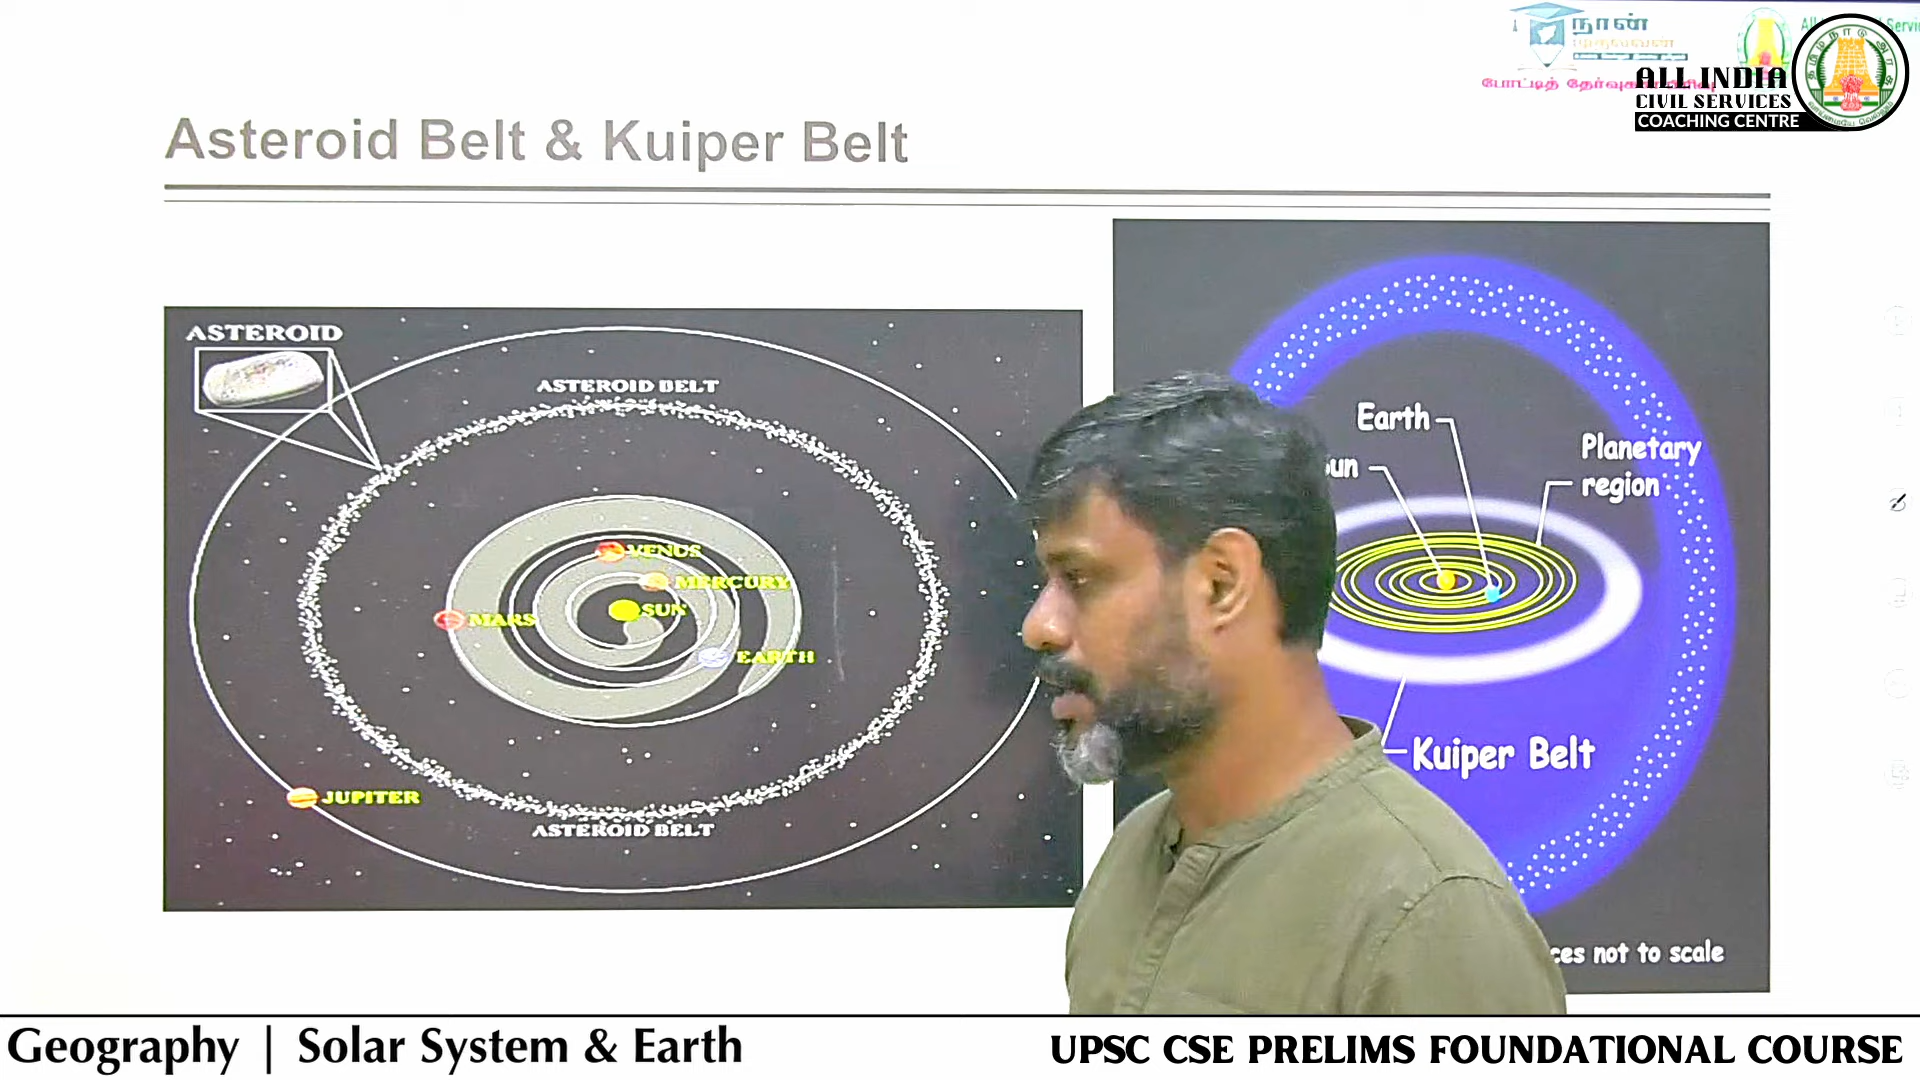 நான்
முதல்வன்
ALL INDIA
CIVIL SERVICES
COACHING CENTRE
போட்டித்
Asteroid Belt & Kuiper Belt
ASTEROID
ASTEROID BELT
VENUS
MERCURY
SUN
MARS
EARTH
JUPITER
ASTEROID BELT
Earth
Planetary
region
Kuiper Belt
not to scale
Geography | Solar System & Earth
UPSC CSE PRELIMS FOUNDATIONAL COURSE